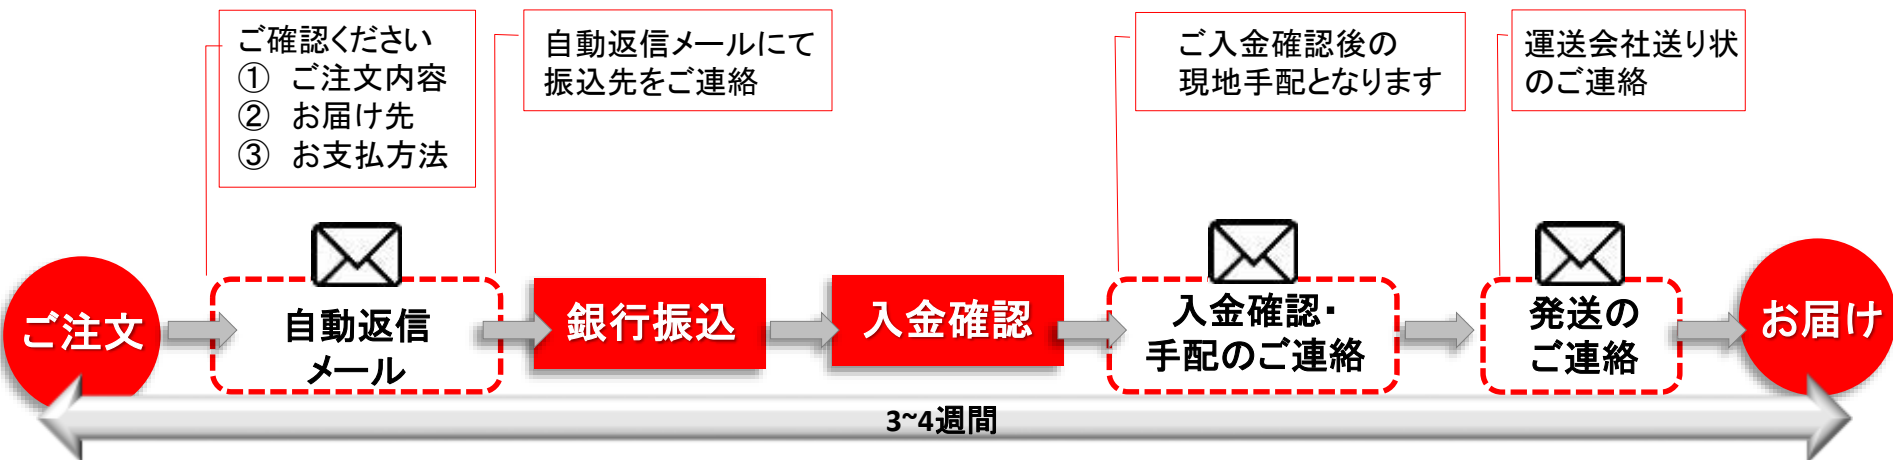 ご確認ください
① ご注文内容
② お届け先
③ お支払方法
自動返信メールにて
振込先をご連絡
ご入金確認後の
現地手配となります
運送会社送り状
のご連絡
ご注文
自動返信
メール
銀行振込
入金確認
入金確認・
手配のご連絡
発送の
ご連絡
お届け
3~4週間